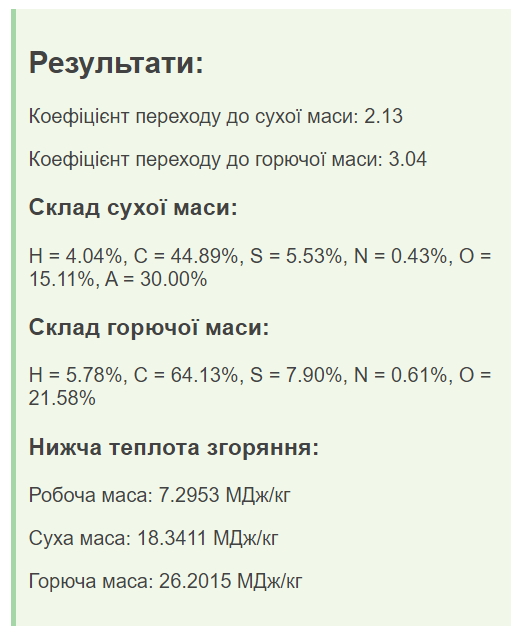 Результати:
Коефіцієнт переходу до сухої маси: 2.13
Коефіцієнт переходу до горючої маси: 3.04
Склад сухої маси:
H = 4.04%, C = 44.89%, S = 5.53%, N = 0.43%, O =
15.11%, A = 30.00%
Склад горючої маси:
H = 5.78%, C = 64.13%, S = 7.90%, N = 0.61%, O =
21.58%
Нижча теплота згоряння:
Робоча маса: 7.2953 МДж/кг
Суха маса: 18.3411 МДж/кг
Горюча маса: 26.2015 МДж/кг